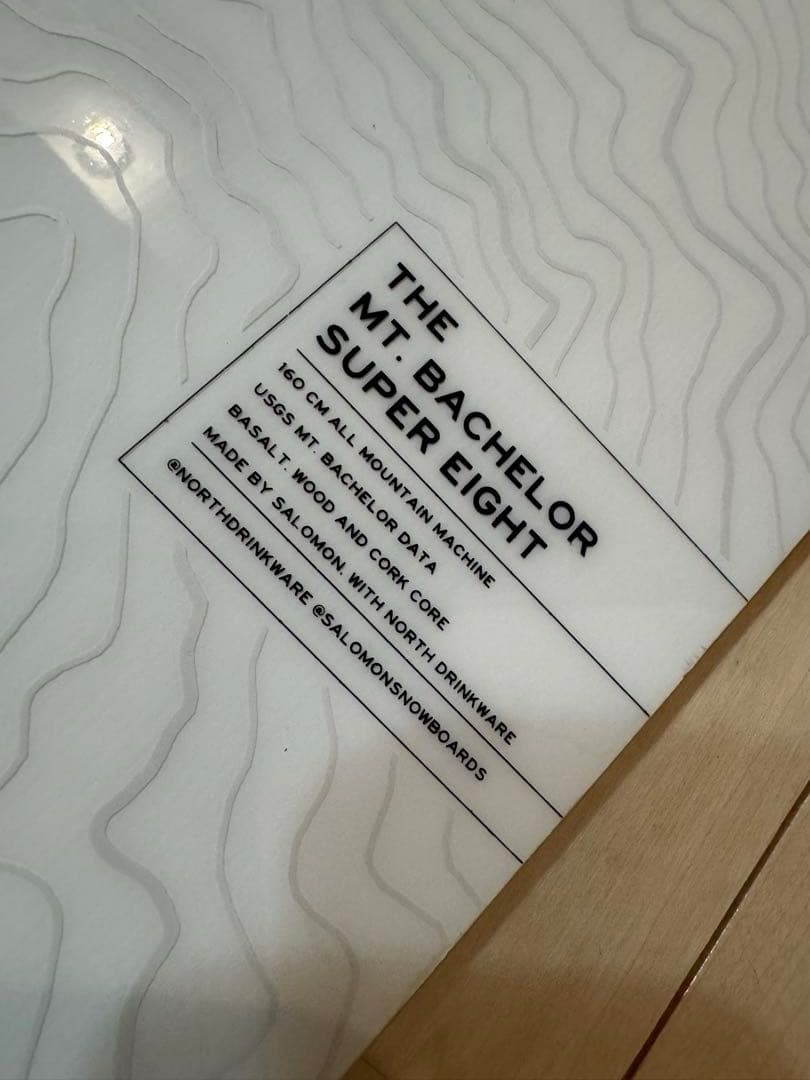 THE
MT. BACHELOR
SUPER EIGHT
160 CM ALL MOUNTAIN MACHINE
USGS MT. BACHELOR DATA
BASALT. WOOD AND CORK CORE
MADE BY SALOMON. WITH NORTH DRINKWARE
@NORTHDRINKWARE @SALOMONSNOWBOARDS